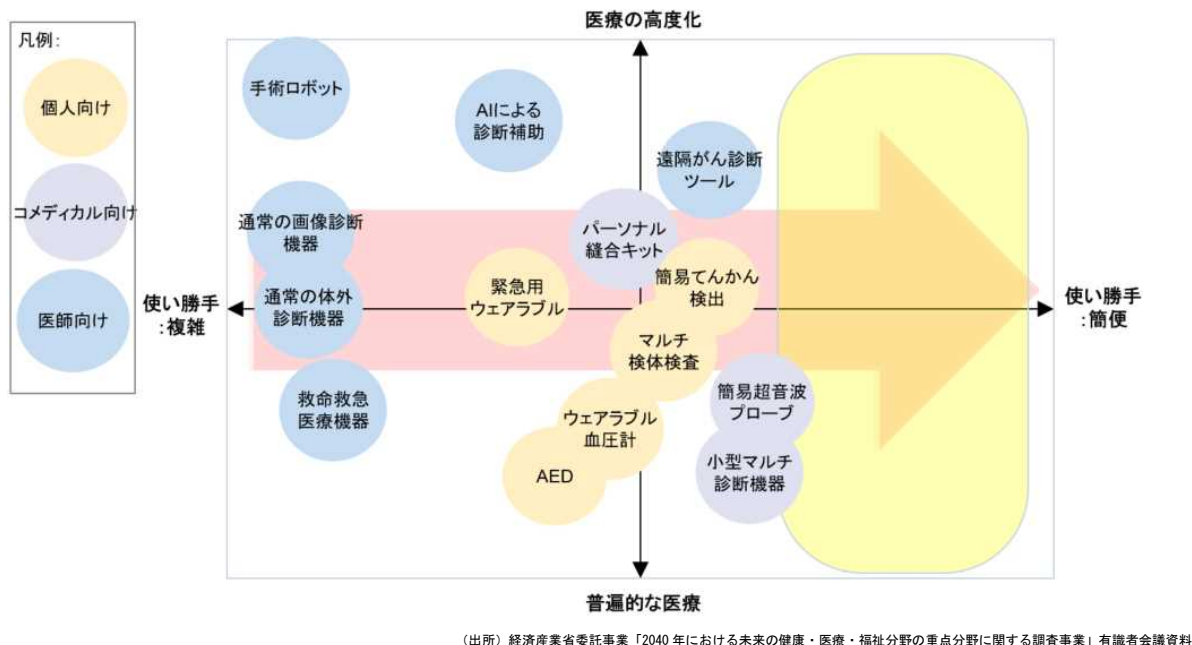 医療の高度化
凡例：
個人向け
コメディカル向け
医師向け
手術ロボット
AIによる
診断補助
遠隔がん診断
ツール
通常の画像診断
機器
パーソナル
縫合キット
簡易てんかん
検出
緊急用
ウェアラブル
通常の体外
診断機器
使い勝手
：複雑
使い勝手
：簡便
マルチ
検体検査
救命救急
医療機器
簡易超音波
プローブ
ウェアラブル
血圧計
AED
小型マルチ
診断機器
普遍的な医療
（出所）経済産業省委託事業「2040 年における未来の健康・医療・福祉分野の重点分野に関する調査事業」有識者会議資料